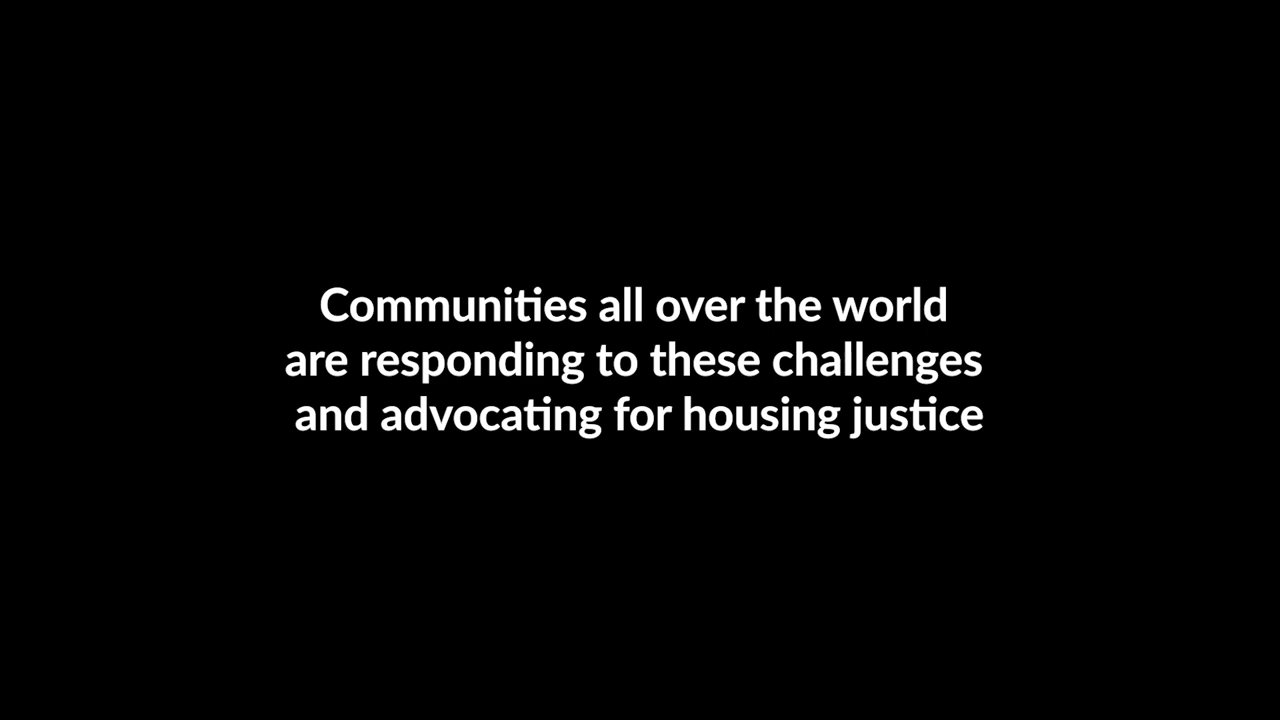 Communities all over the world
are responding to these challenges
and advocating for housing justice